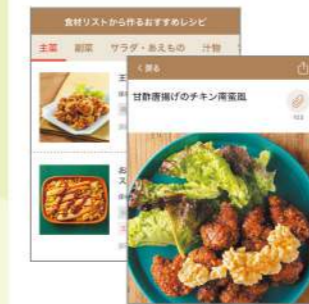 食材リストから作るおすすめレシピ
主菜 副菜 サラダ・あえもの 汁物
く戻る
甘酢唐揚げのチキン南蛮風